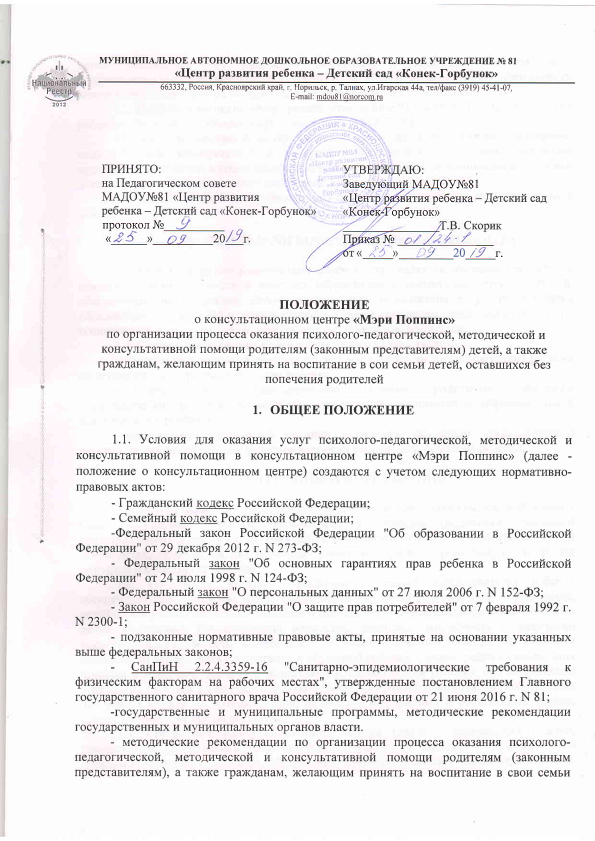 МУНИЦИПАЛЬНОЕ АВТОНОМНОЕ ДОШКОЛЬНОЕ ОБРАЗОВАТЕЛЬНОЕ УЧРЕЖДЕНИЕ № 81
«Центр развития ребенка – Детский сад «Конек-Горбунок»
663332, Россия, Красноярский край, г. Норильск, р. Талнах, ул.Игарская 44а, тел/факс (3919) 45-41-07,
E-mail: mdou81@norcom.ru
Национальный
Реестр
2012
ПРИНЯТО:
на Педагогическом совете
МАДОУ№81 «Центр развития
ребенка – Детский сад «Конек-Горбунок»
протокол № 9
«25» 09 2019г.
УТВЕРЖДАЮ:
Заведующий МАДОУ№81
«Центр развития ребенка – Детский сад
«Конек-Горбунок»
Т.В. Скорик
Приказ № 01/24-1
от « 25 » 09 2019г.
ПОЛОЖЕНИЕ
о консультационном центре «Мэри Поппинс»
по организации процесса оказания психолого-педагогической, методической и
консультативной помощи родителям (законным представителям) детей, а также
гражданам, желающим принять на воспитание в сои семьи детей, оставшихся без
попечения родителей
1. ОБЩЕЕ ПОЛОЖЕНИЕ
1.1. Условия для оказания услуг психолого-педагогической, методической и
консультативной помощи в консультационном центре «Мэри Поппинс» (далее -
положение о консультационном центре) создаются с учетом следующих нормативно-
правовых актов:
- Гражданский кодекс Российской Федерации;
- Семейный кодекс Российской Федерации;
-Федеральный закон Российской Федерации "Об образовании в Российской
Федерации" от 29 декабря 2012 г. N 273-ФЗ;
- Федеральный закон "Об основных гарантиях прав ребенка в Российской
Федерации" от 24 июля 1998 г. N 124-ФЗ;
- Федеральный закон "О персональных данных" от 27 июля 2006 г. N 152-ФЗ;
- Закон Российской Федерации "О защите прав потребителей" от 7 февраля 1992 г.
N 2300-1;
- подзаконные нормативные правовые акты, принятые на основании указанных
выше федеральных законов;
- СанПиН 2.2.4.3359-16 "Санитарно-эпидемиологические требования к
физическим факторам на рабочих местах", утвержденные постановлением Главного
государственного санитарного врача Российской Федерации от 21 июня 2016 г. N 81;
-государственные и муниципальные программы, методические рекомендации
государственных и муниципальных органов власти.
- методические рекомендации по организации процесса оказания психолого-
педагогической, методической и консультативной помощи родителям (законным
представителям), а также гражданам, желающим принять на воспитание в свои семьи